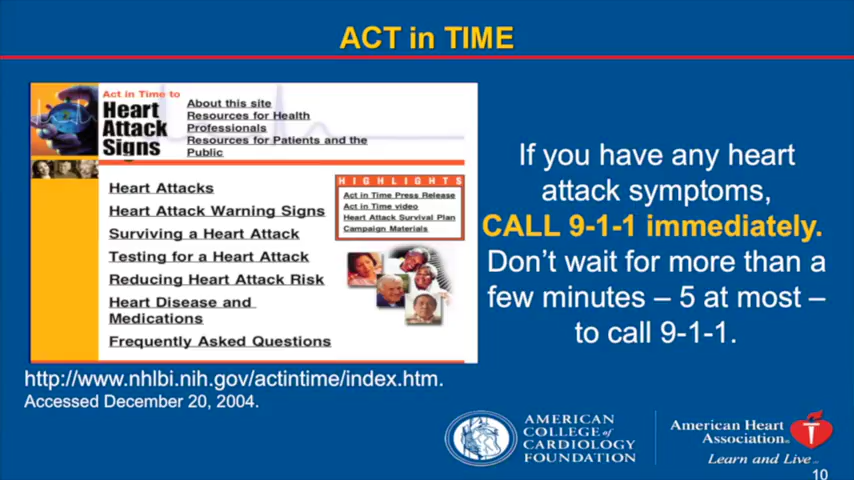 ACT in TIME
Act in Time to
Heart
Attack
Signs
About this site
Resources for Health
Professionals
Resources for Patients and the
Public
Heart Attacks
Heart Attack Warning Signs
Surviving a Heart Attack
Testing for a Heart Attack
Reducing Heart Attack Risk
Heart Disease and
Medications
Frequently Asked Questions
HIGHLIGHTS
Act in Time Press Release
Act in Time video
Heart Attack Survival Plan
Campaign Materials
If you have any heart
attack symptoms,
CALL 9-1-1 immediately.
Don't wait for more than a
few minutes – 5 at most –
to call 9-1-1.
http://www.nhlbi.nih.gov/actintime/index.htm.
Accessed December 20, 2004.
AMERICAN
COLLEGE of
CARDIOLOGY
FOUNDATION
American Heart
Association®
Learn and Live
10